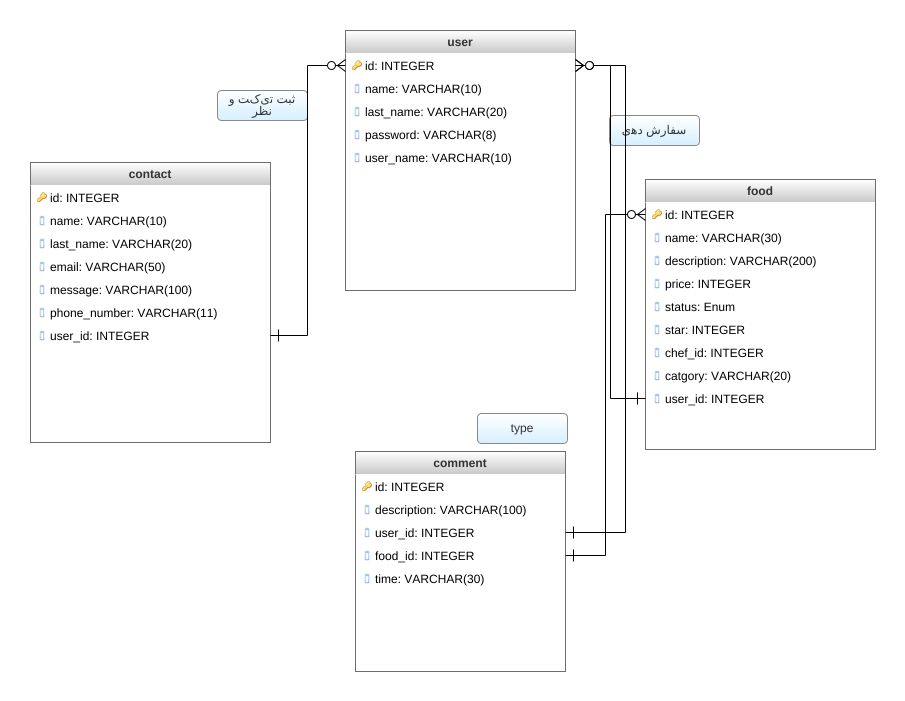 user
id: INTEGER
name: VARCHAR(10)
last_name: VARCHAR(20)
password: VARCHAR(8)
user_name: VARCHAR(10)
ثبت تیکت و
نظر
سفارش دهی
contact
id: INTEGER
name: VARCHAR(10)
last_name: VARCHAR(20)
email: VARCHAR(50)
message: VARCHAR(100)
phone_number: VARCHAR(11)
user_id: INTEGER
food
id: INTEGER
name: VARCHAR(30)
description: VARCHAR(200)
price: INTEGER
status: Enum
star: INTEGER
chef_id: INTEGER
catgory: VARCHAR(20)
user_id: INTEGER
type
comment
id: INTEGER
description: VARCHAR(100)
user_id: INTEGER
food_id: INTEGER
time: VARCHAR(30)